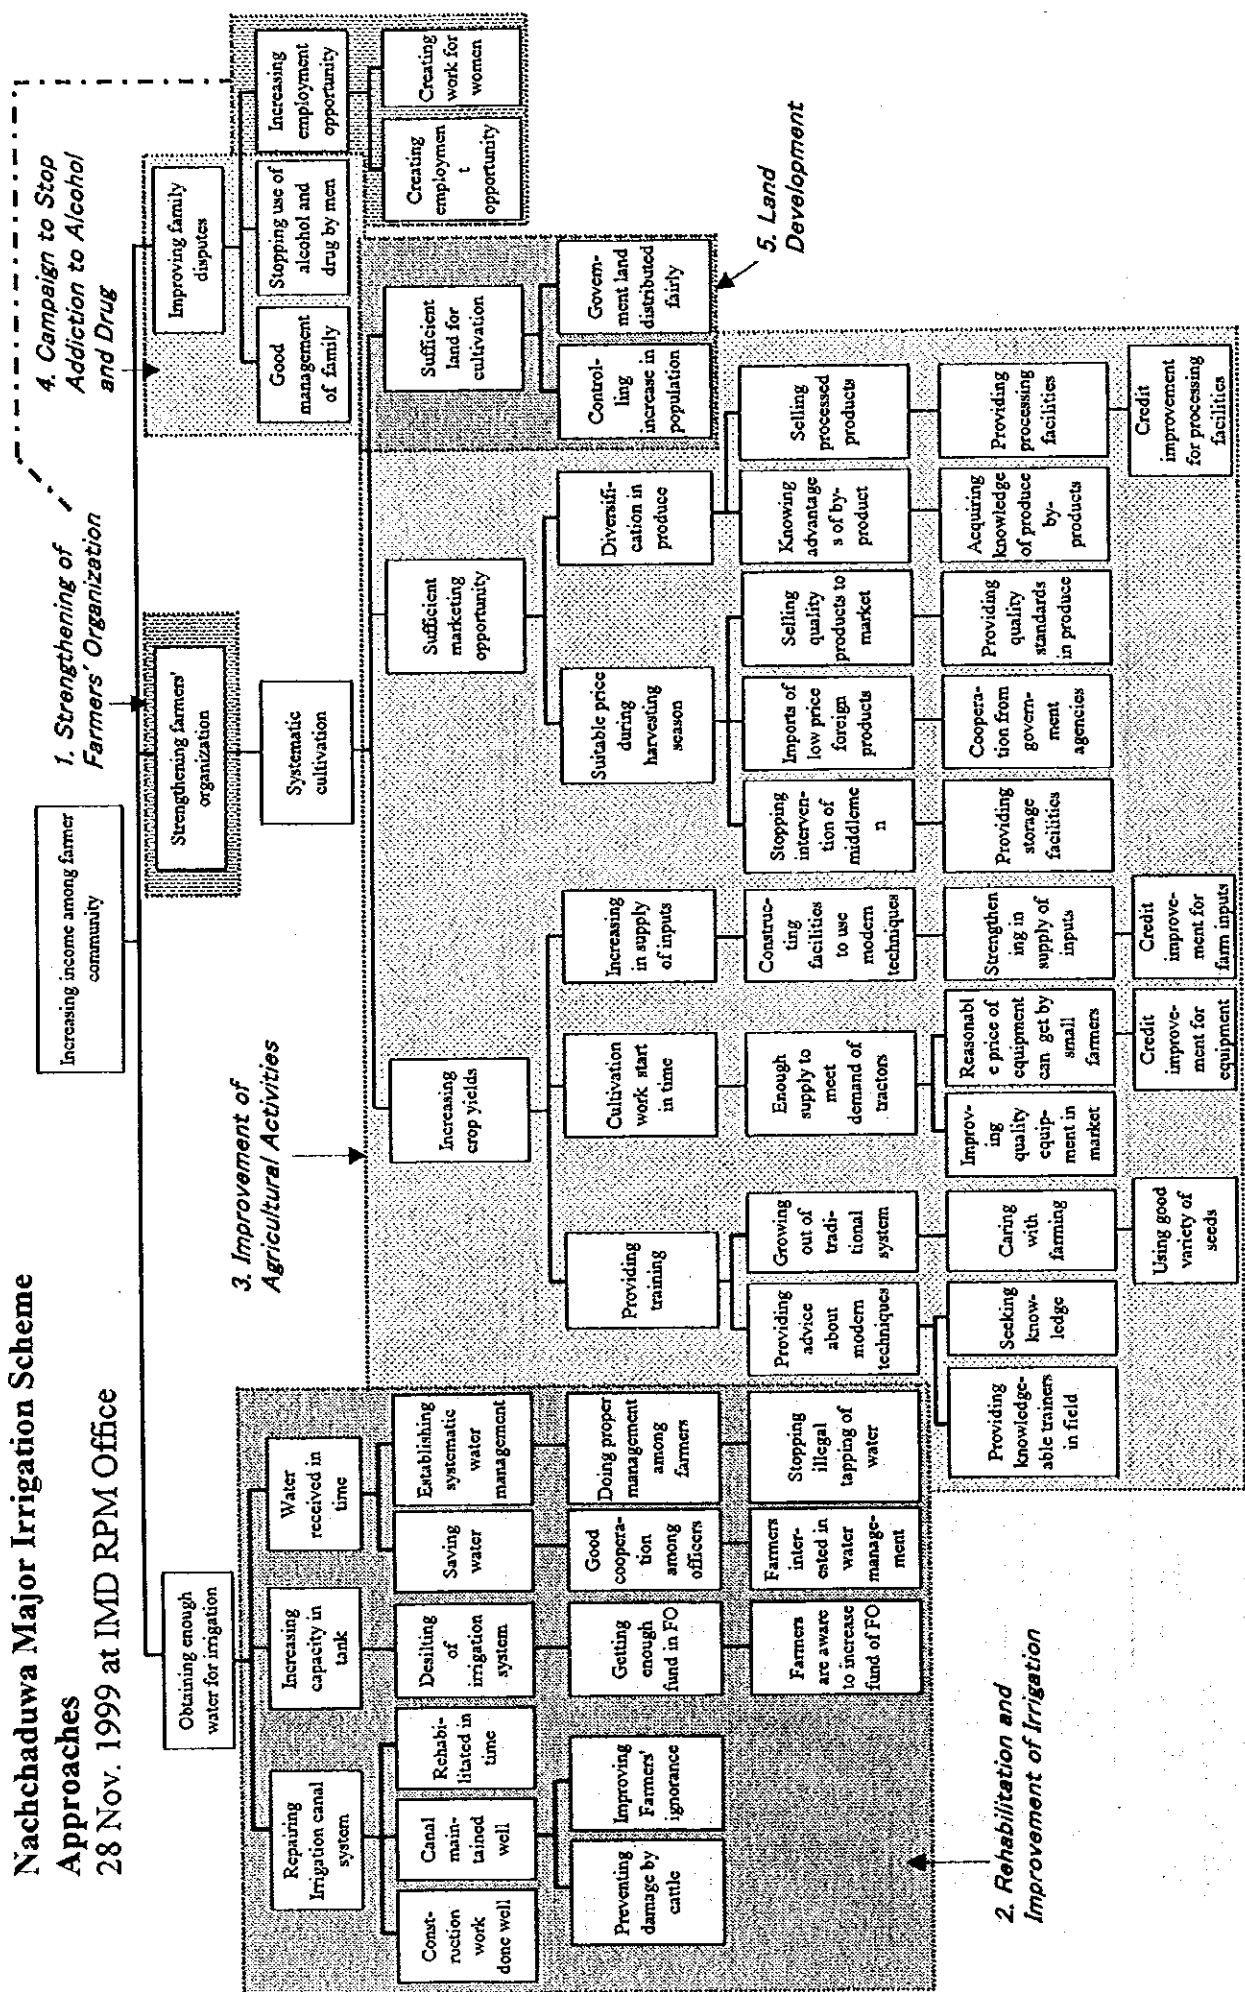 Nachchaduwa Major Irrigation Scheme
Approaches
28 Nov. 1999 at IMD RPM Office
Increasing income among farmer
community
1. Strengthening of
Farmers' Organization
4. Campaign to Stop
Addiction to Alcohol
and Drug
3. Improvement of
Agricultural Activities
Obtaining enough
water for irrigation
Strengthening farmers'
organization
Improving family
disputes
Repairing
Irrigation canal
system
Increasing
capacity in
tank
Water
received in
time
Systematic
cultivation
Good
management
of family
Stopping use of
alcohol and
drug by men
Increasing
employment
opportunity
Const-
ruction
work
done well
Canal
main-
tained
well
Rehabi-
litated in
time
Desilting
of
irrigation
system
Saving
water
Establishing
systematic
water
management
Increasing
crop yields
Sufficient
marketing
opportunity
Sufficient
land for
cultivation
Creating
employmen
t
opportunity
Creating
work for
women
Preventing
damage by
cattle
Improving
Farmers'
ignorance
Getting
enough
fund in FO
Good
coopera-
tion
among
officers
Doing proper
management
among
farmers
Providing
training
Cultivation
work start
in time
Increasing
in supply
of inputs
Suitable price
during
harvesting
season
Diversifi-
cation in
produce
Control-
ling
increase in
population
Govern-
ment land
distributed
fairly
Farmers
are aware
to increase
fund of FO
Farmers
inter-
ested in
water
manage-
ment
Stopping
illegal
tapping of
water
Providing
advice
about
modern
techniques
Growing
out of
tradi-
tional
system
Enough
supply to
meet
demand of
tractors
Construc-
ting
facilities
to use
modern
techniques
Stopping
interven-
tion of
middleme
n
Imports of
low price
foreign
products
Selling
quality
products to
market
Knowing
advantage
s of by-
product
Selling
processed
products
5. Land
Development
2. Rehabilitation and
Improvement of Irrigation
Providing
knowledge-
able trainers
in field
Seeking
know-
ledge
Caring
with
farming
Improv-
ing
quality
equip-
ment in
market
Reasonabl
e price of
equipment
can get by
small
farmers
Strengthen
ing in
supply of
inputs
Providing
storage
facilities
Coopera-
tion from
govern-
ment
agencies
Providing
quality
standards
in produce
Acquiring
knowledge
of produce
by-
products
Providing
processing
facilities
Using good
variety of
seeds
Credit
improve-
ment for
equipment
Credit
improve-
ment for
farm inputs
Credit
improvement
for processing
facilities